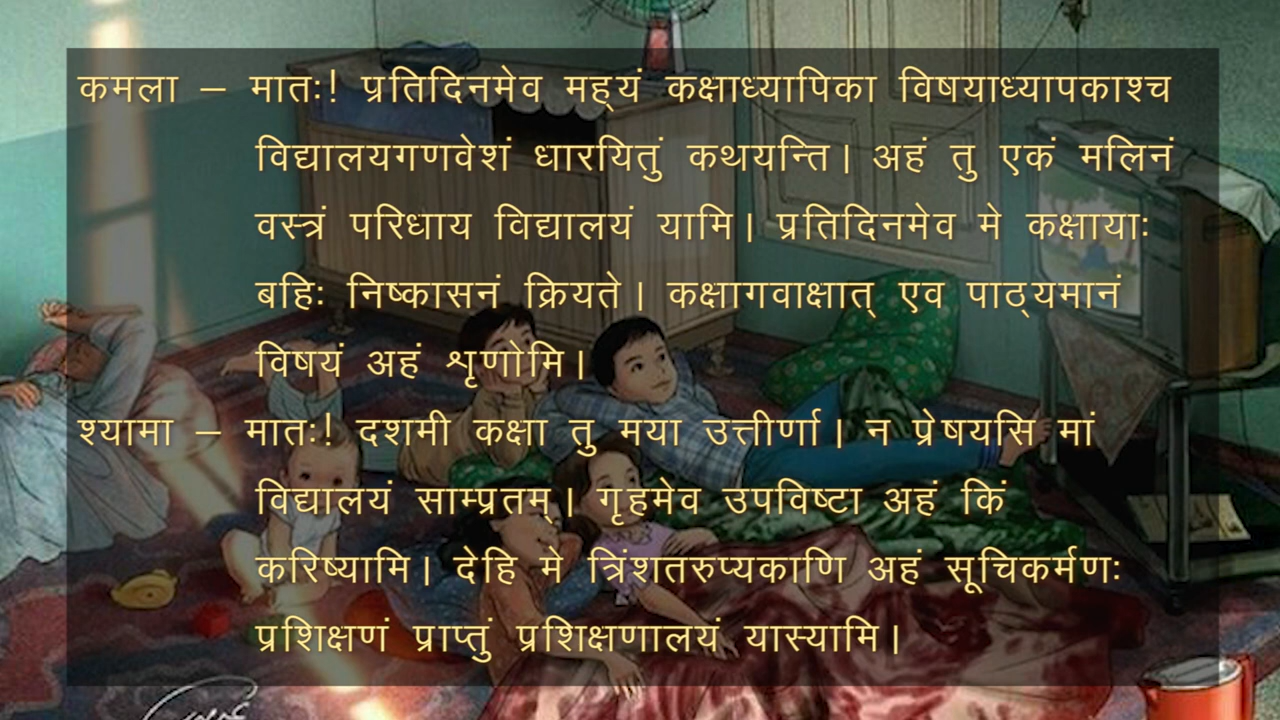 कमला – मातः! प्रतिदिनमेव मह्यं कक्षाध्यापिका विषयाध्यापकाश्च
विद्यालयगणवेशं धारयितुं कथयन्ति। अहं तु एकं मलिनं
वस्त्रं परिधाय विद्यालयं यामि। प्रतिदिनमेव मे कक्षायाः
बहिः निष्कासनं क्रियते। कक्षागवाक्षात् एव पाठ्यमानं
विषयं अहं शृणोमि।
श्यामा – मातः! दशमी कक्षा तु मया उत्तीर्णा। न प्रेषयसि मां
विद्यालयं साम्प्रतम्। गृहमेव उपविष्टा अहं किं
करिष्यामि। देहि मे त्रिंशतरुप्यकाणि अहं सूचिकर्मणः
प्रशिक्षणं प्राप्तुं प्रशिक्षणालयं यास्यामि।